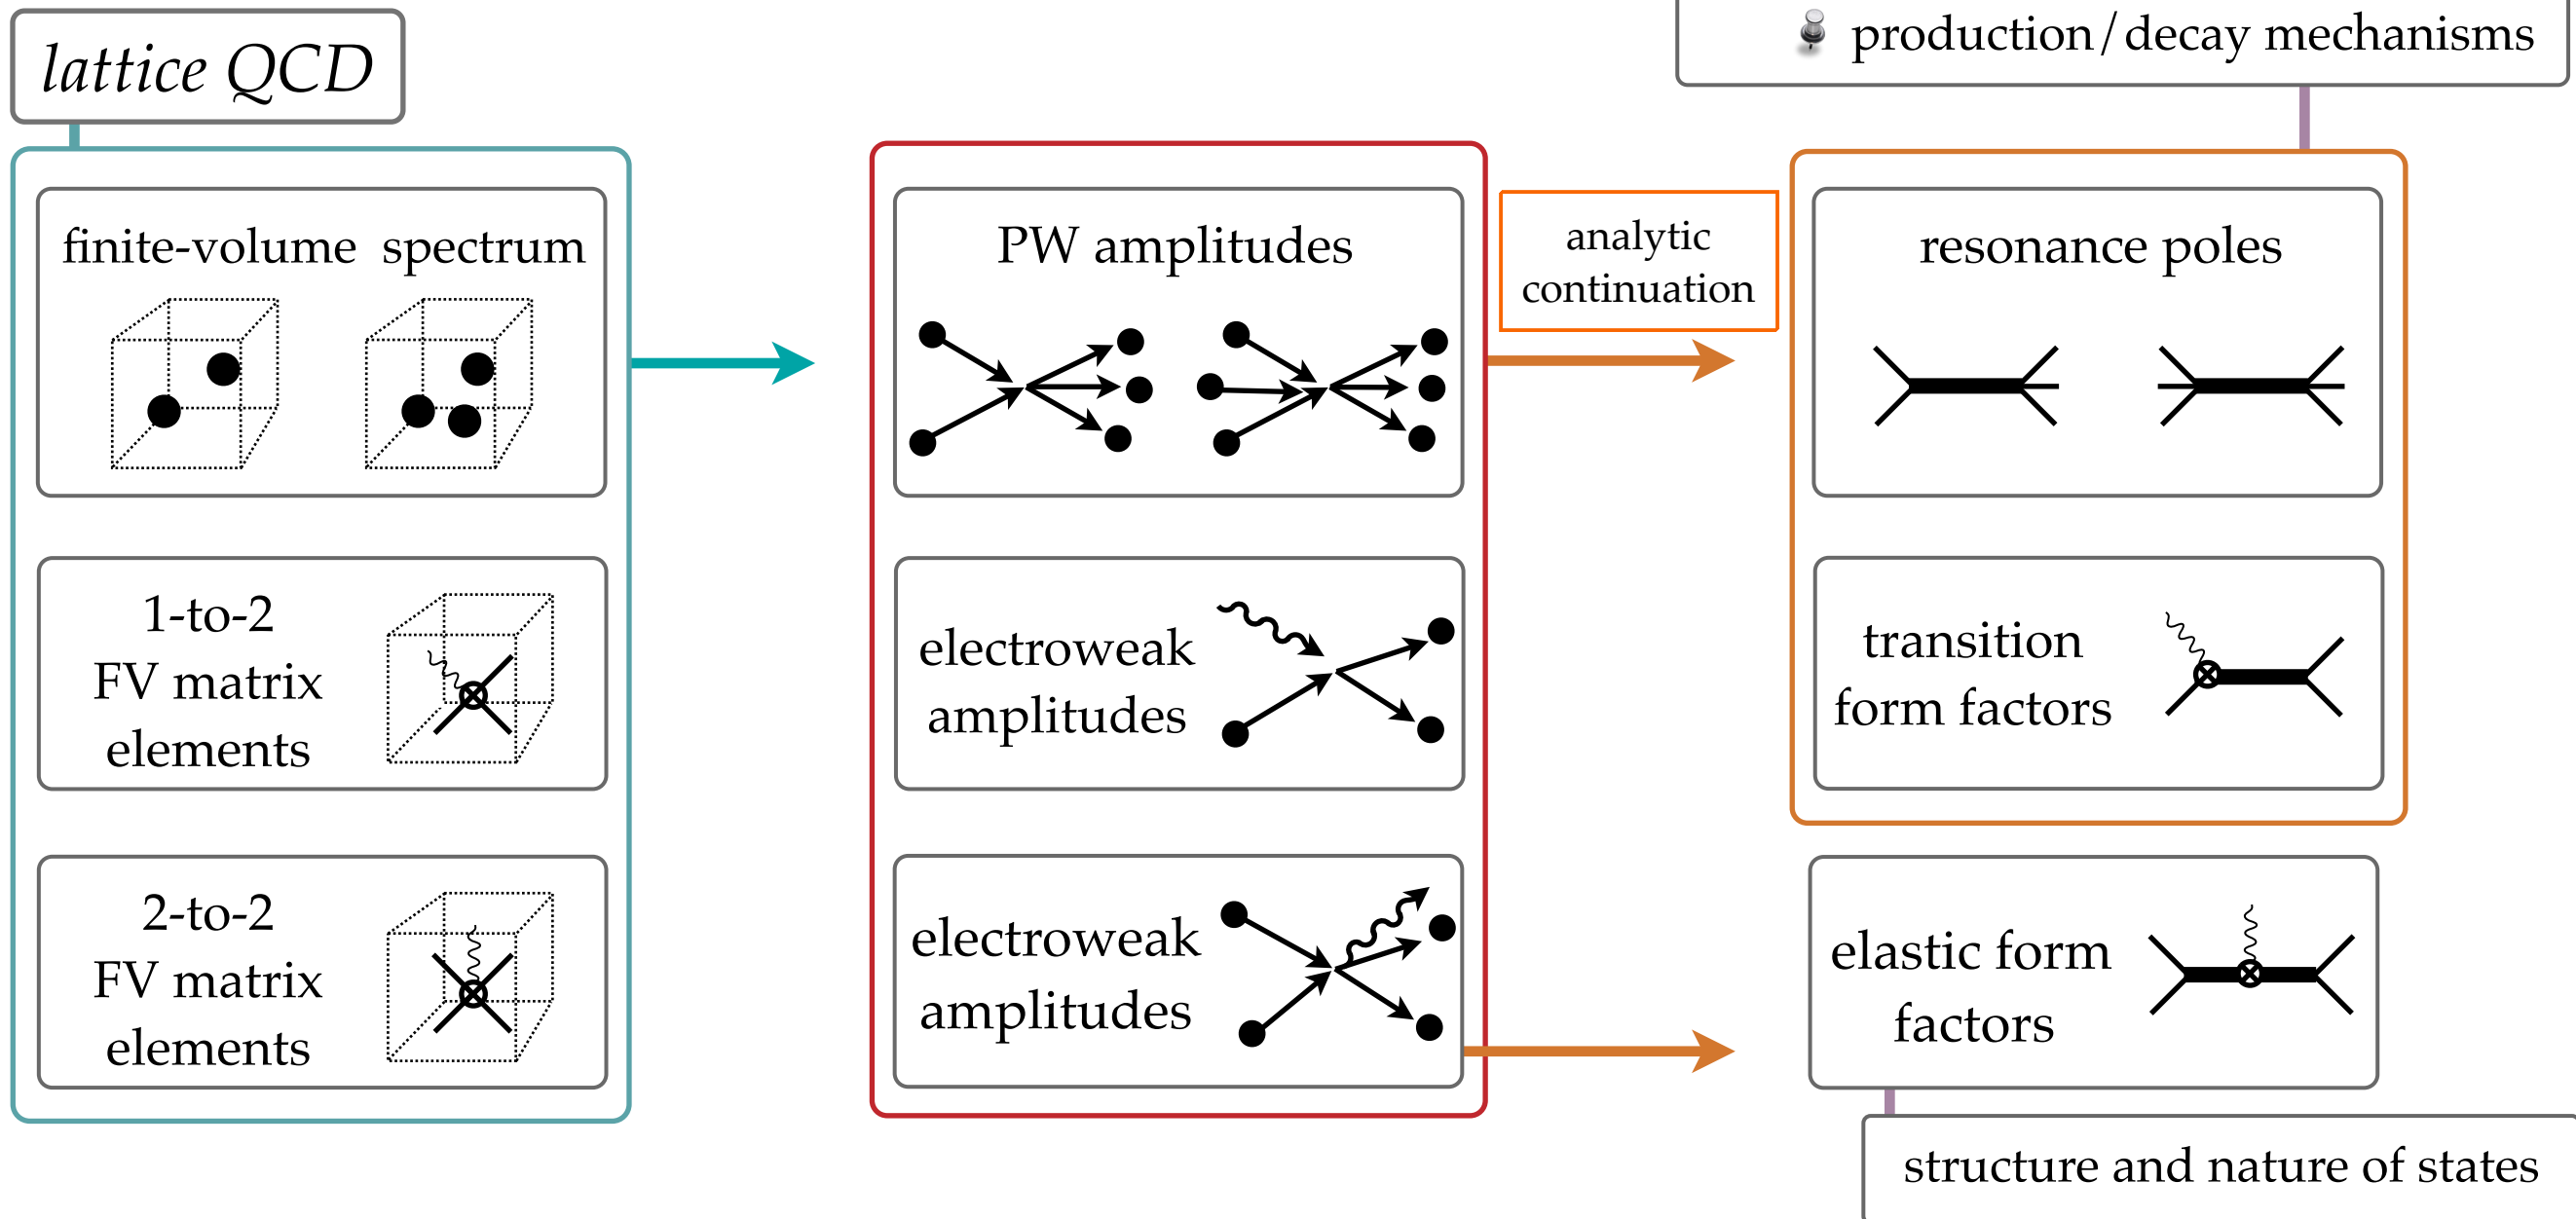 lattice QCD
production/decay mechanisms
finite-volume spectrum
PW amplitudes
analytic
continuation
resonance poles
1-to-2
FV matrix
elements
electroweak
amplitudes
transition
form factors
2-to-2
FV matrix
elements
electroweak
amplitudes
elastic form
factors
structure and nature of states